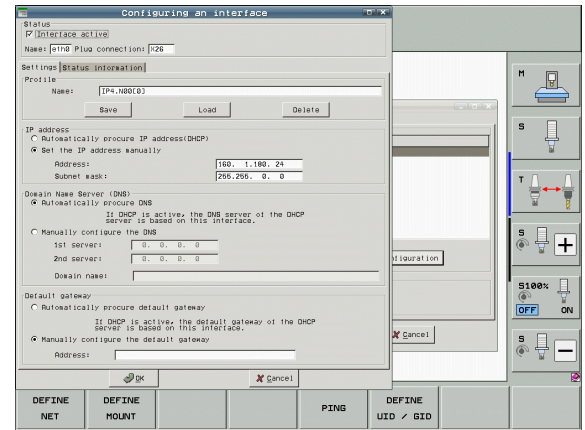 Configuring an interface
Status
Interface active
Name: eth0 Plug connection: X26
Settings Status information
Profile
Name: IP4.N00[0]
Save Load Delete
IP address
Automatically procure IP address(DHCP)
Set the IP address manually
Address: 160. 1.180. 24
Subnet mask: 255.255. 0. 0
Domain Name Server (DNS)
Automatically procure DNS
If DHCP is active, the DNS server of the DHCP
server is based on this interface.
Manually configure the DNS
1st server: 0. 0. 0. 0
2nd server: 0. 0. 0. 0
Domain name:
Default gateway
Automatically procure default gateway
If DHCP is active, the default gateway of the DHCP
server is based on this interface.
Manually configure the default gateway
Address:
OK Cancel
Cancel
M
S
T
S
S100%
OFF ON
S
DEFINE NET
DEFINE MOUNT
PING
DEFINE UID / GID